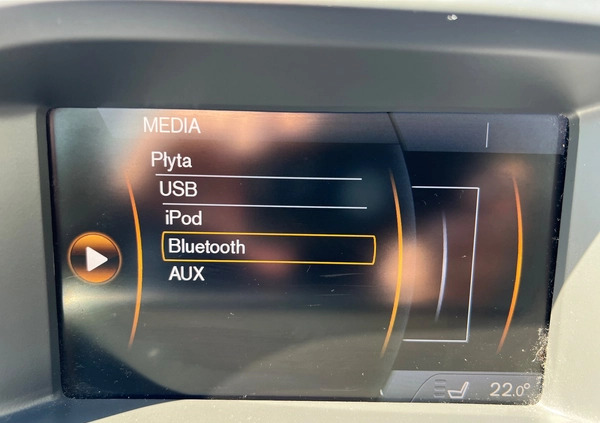 MEDIA
Płyta
USB
iPod
Bluetooth
AUX
22.0°